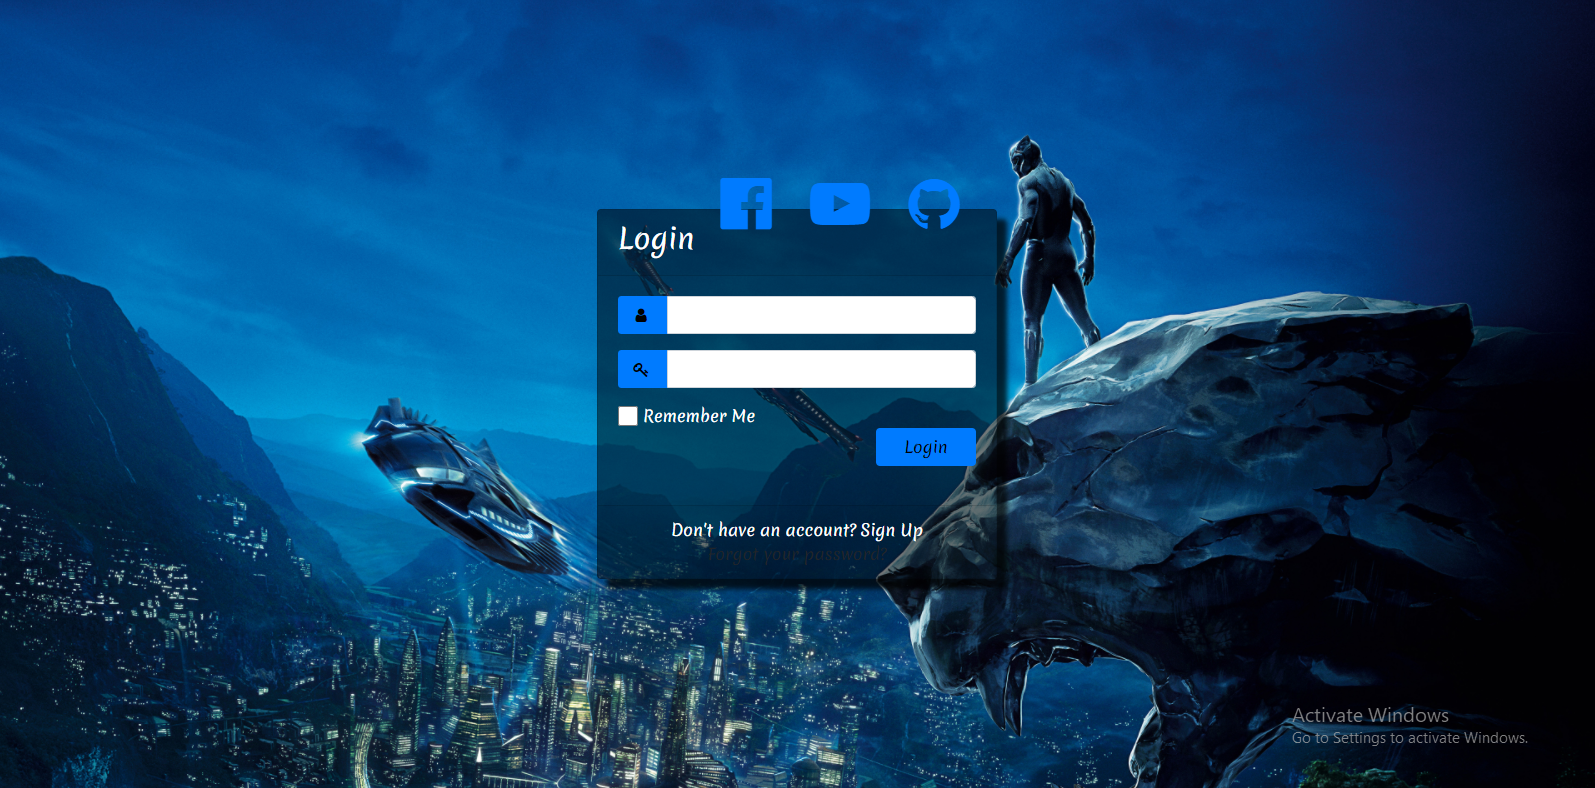 Login
Remember Me
Login
Don't have an account? Sign Up
Forgot your password?
Activate Windows
Go to Settings to activate Windows.